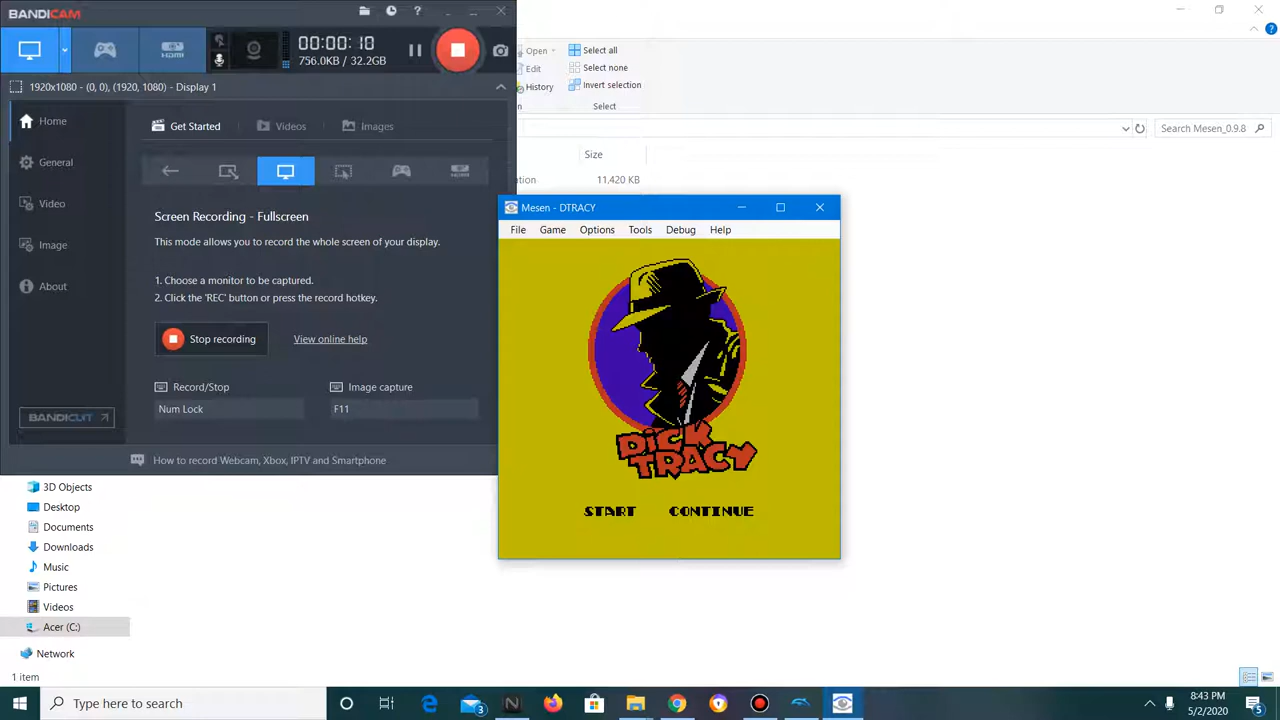 BANDICAM
00:00:10
756.0KB / 32.2GB
1920x1080 - (0, 0), (1920, 1080) - Display 1
Home
General
Video
Image
About
BANDICUT
Get Started
Videos
Images
Screen Recording - Fullscreen
This mode allows you to record the whole screen of your display.
1. Choose a monitor to be captured.
2. Click the 'REC' button or press the record hotkey.
Stop recording
View online help
Record/Stop
Image capture
Num Lock
F11
How to record Webcam, Xbox, IPTV and Smartphone
Open
Edit
History
Select all
Select none
Invert selection
Select
Search Mesen_0.9.8
Size
11,420 KB
Mesen - DTRACY
File Game Options Tools Debug Help
DICK
TRACY
START CONTINUE
3D Objects
Desktop
Documents
Downloads
Music
Pictures
Videos
Acer (C:)
Network
1 item
Type here to search
3
8:43 PM
5/2/2020
5